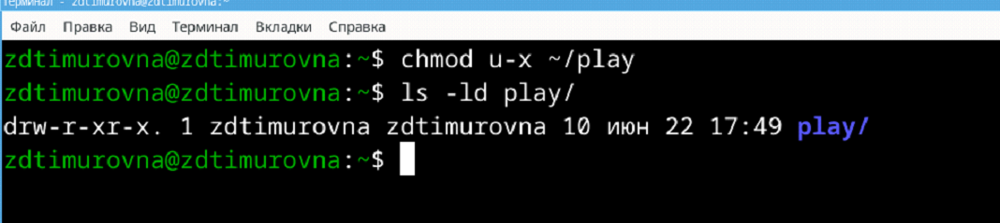 Терминал - zdtimurovna@zdtimurovna:~
Файл Правка Вид Терминал Вкладки Справка
zdtimurovna@zdtimurovna:~$ chmod u-x ~/play
zdtimurovna@zdtimurovna:~$ ls -ld play/
drw-r-xr-x. 1 zdtimurovna zdtimurovna 10 июн 22 17:49 play/
zdtimurovna@zdtimurovna:~$